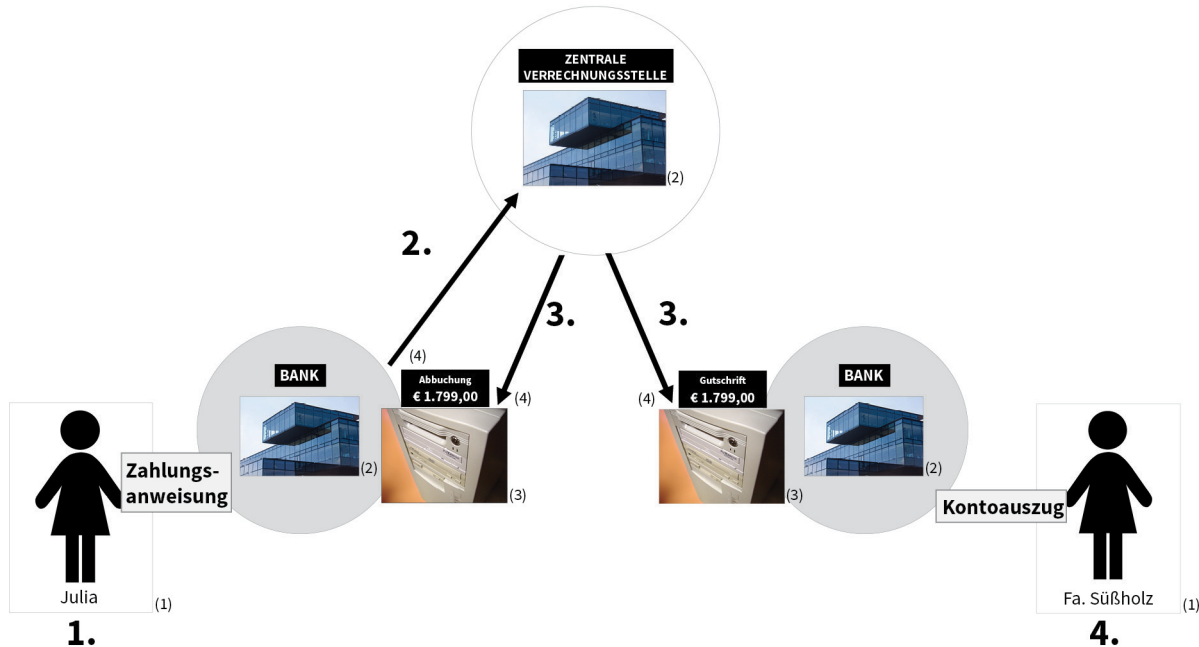 ZENTRALE
VERRECHNUNGSSTELLE
(2)
2.
3.
3.
(4)
BANK
Abbuchung
€ 1.799,00
(4)
(4)
Gutschrift
€ 1.799,00
BANK
Zahlungs-
anweisung
(2)
(3)
(3)
(2)
Kontoauszug
Julia
(1)
Fa. Süßholz
(1)
1.
4.